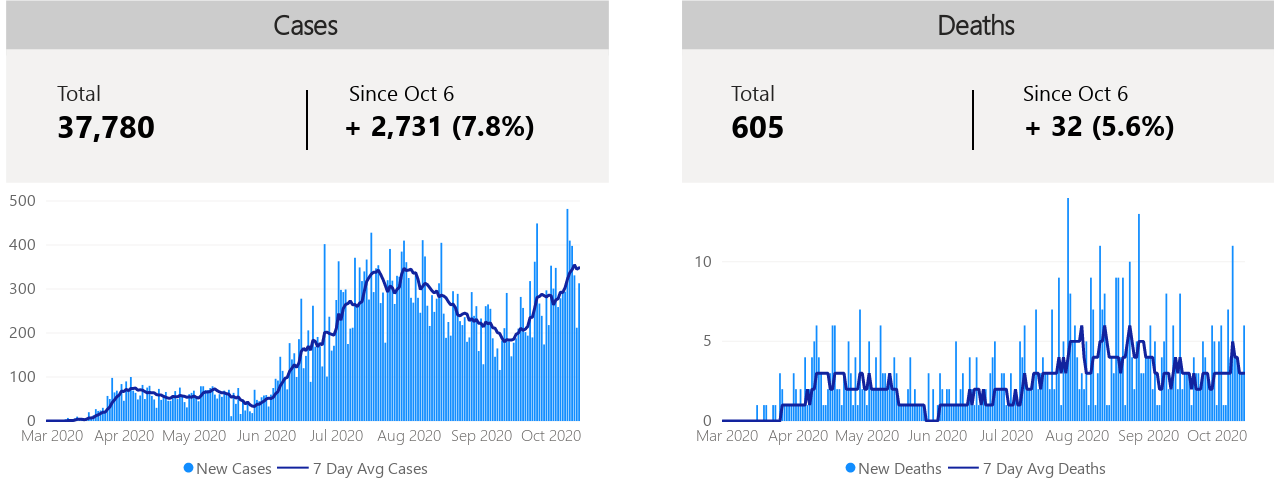 Cases
Total
37,780
Since Oct 6
+ 2,731 (7.8%)
500
400
300
200
100
0
Mar 2020 Apr 2020 May 2020 Jun 2020 Jul 2020 Aug 2020 Sep 2020 Oct 2020
New Cases 7 Day Avg Cases
Deaths
Total
605
Since Oct 6
+ 32 (5.6%)
10
5
0
Mar 2020 Apr 2020 May 2020 Jun 2020 Jul 2020 Aug 2020 Sep 2020 Oct 2020
New Deaths 7 Day Avg Deaths